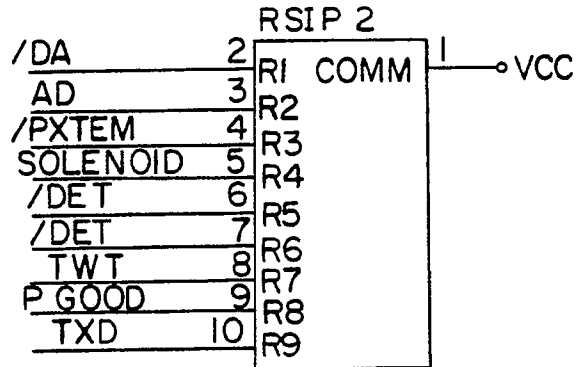 RSIP 2
/DA 2 R1 COMM 1 VCC
AD 3 R2
/PXTEM 4 R3
SOLENOID 5 R4
/DET 6 R5
/DET 7 R6
TWT 8 R7
P GOOD 9 R8
TXD 10 R9